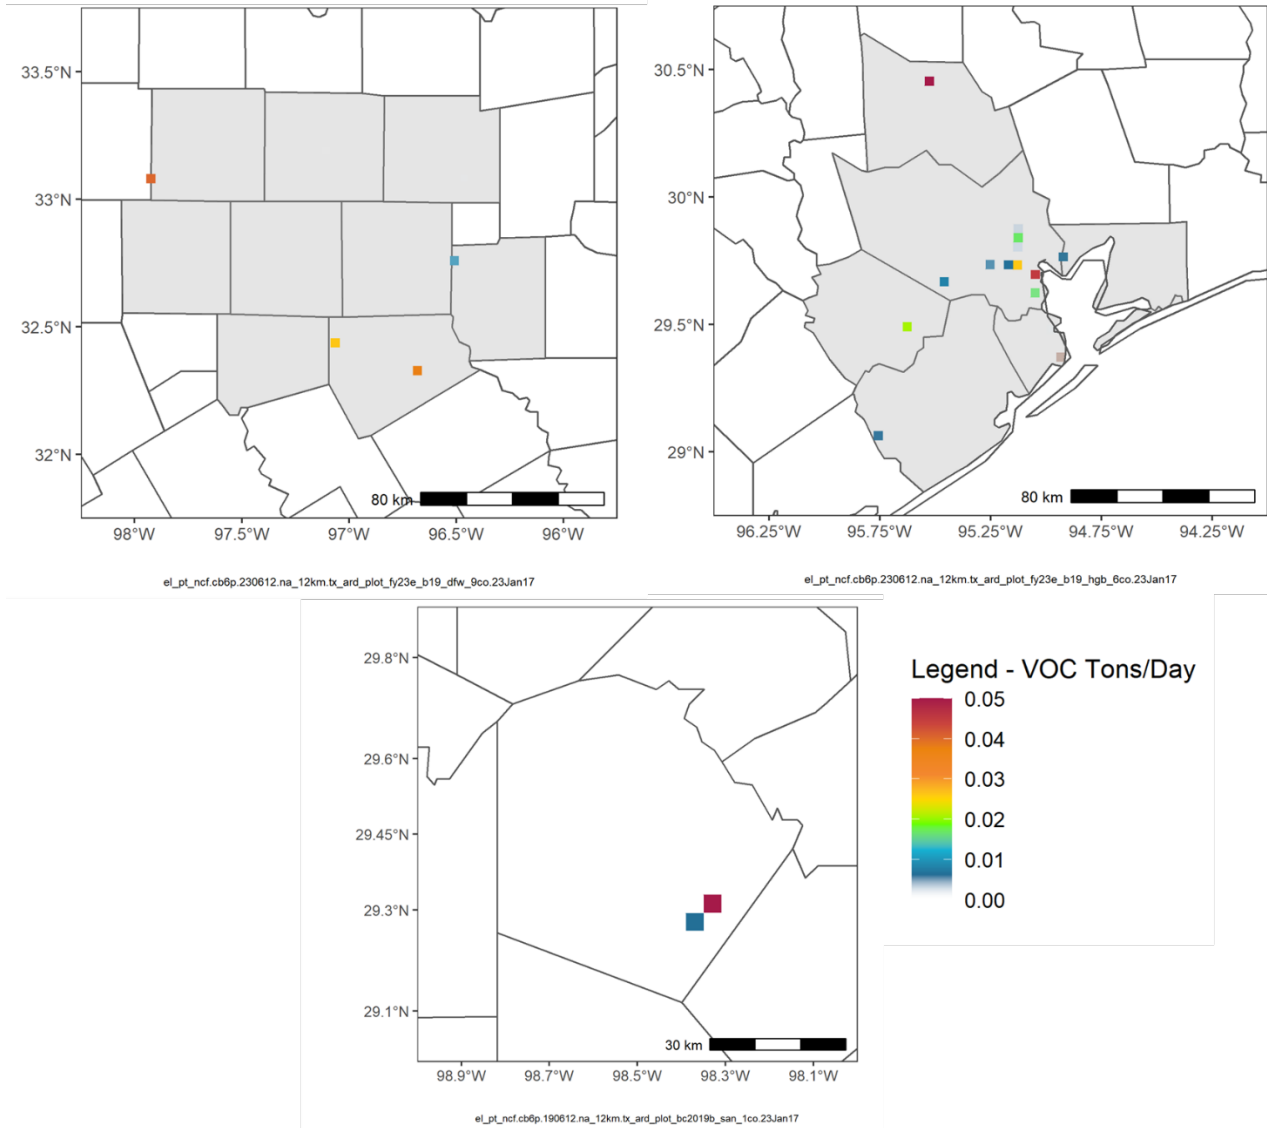 33.5°N
33°N
32.5°N
32°N
80 km
98°W 97.5°W 97°W 96.5°W 96°W
el_pt_ncf.cb6p.230612.na_12km.tx_ard_plot_fy23e_b19_dfw_9co.23Jan17
30.5°N
30°N
29.5°N
29°N
80 km
96.25°W 95.75°W 95.25°W 94.75°W 94.25°W
el_pt_ncf.cb6p.230612.na_12km.tx_ard_plot_fy23e_b19_hgb_6co.23Jan17
29.8°N
29.6°N
29.45°N
29.3°N
29.1°N
30 km
98.9°W 98.7°W 98.5°W 98.3°W 98.1°W
el_pt_ncf.cb6p.190612.na_12km.tx_ard_plot_bc2019b_san_1co.23Jan17
Legend - VOC Tons/Day
0.05
0.04
0.03
0.02
0.01
0.00